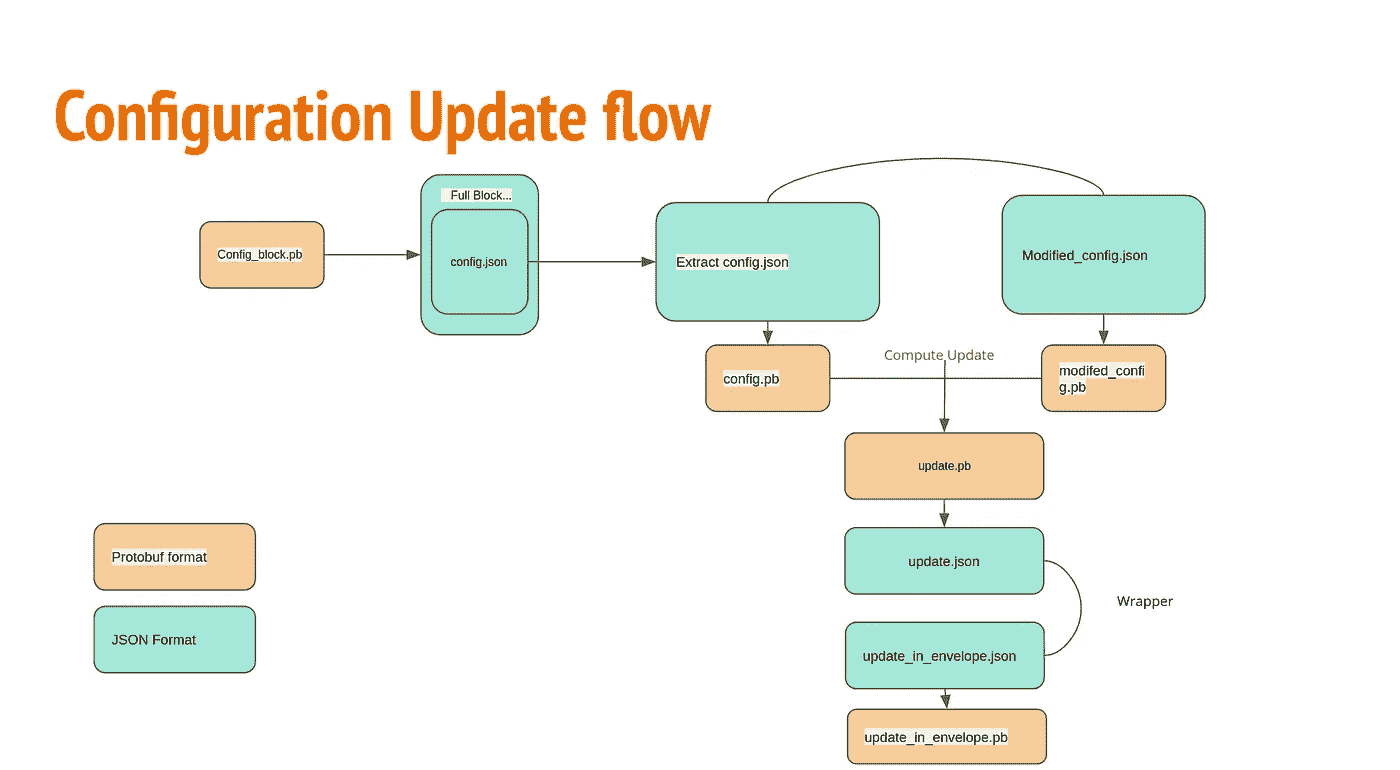 Configuration Update flow
Full Block...
Config_block.pb
config.json
Extract config.json
Modified_config.json
Compute Update
config.pb
modifed_confi
g.pb
update.pb
update.json
Protobuf format
Wrapper
JSON Format
update_in_envelope.json
update_in_envelope.pb